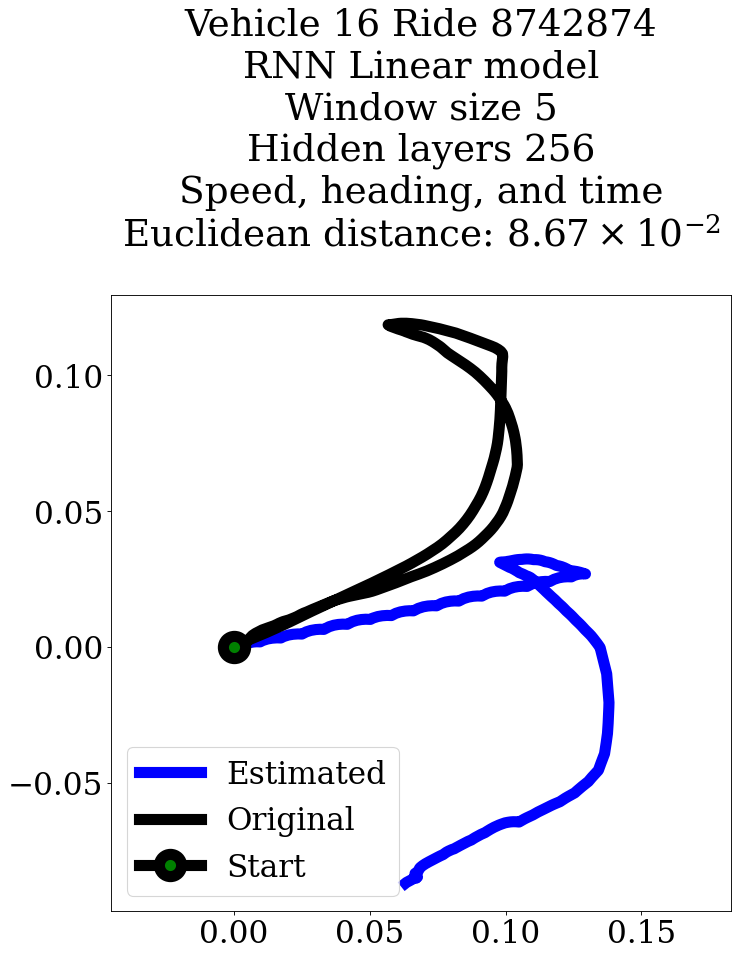 Vehicle 16 Ride 8742874
RNN Linear model
Window size 5
Hidden layers 256
Speed, heading, and time
Euclidean distance: 8.67 × 10⁻²
0.10
0.05
0.00
−0.05
Estimated
Original
Start
0.00 0.05 0.10 0.15